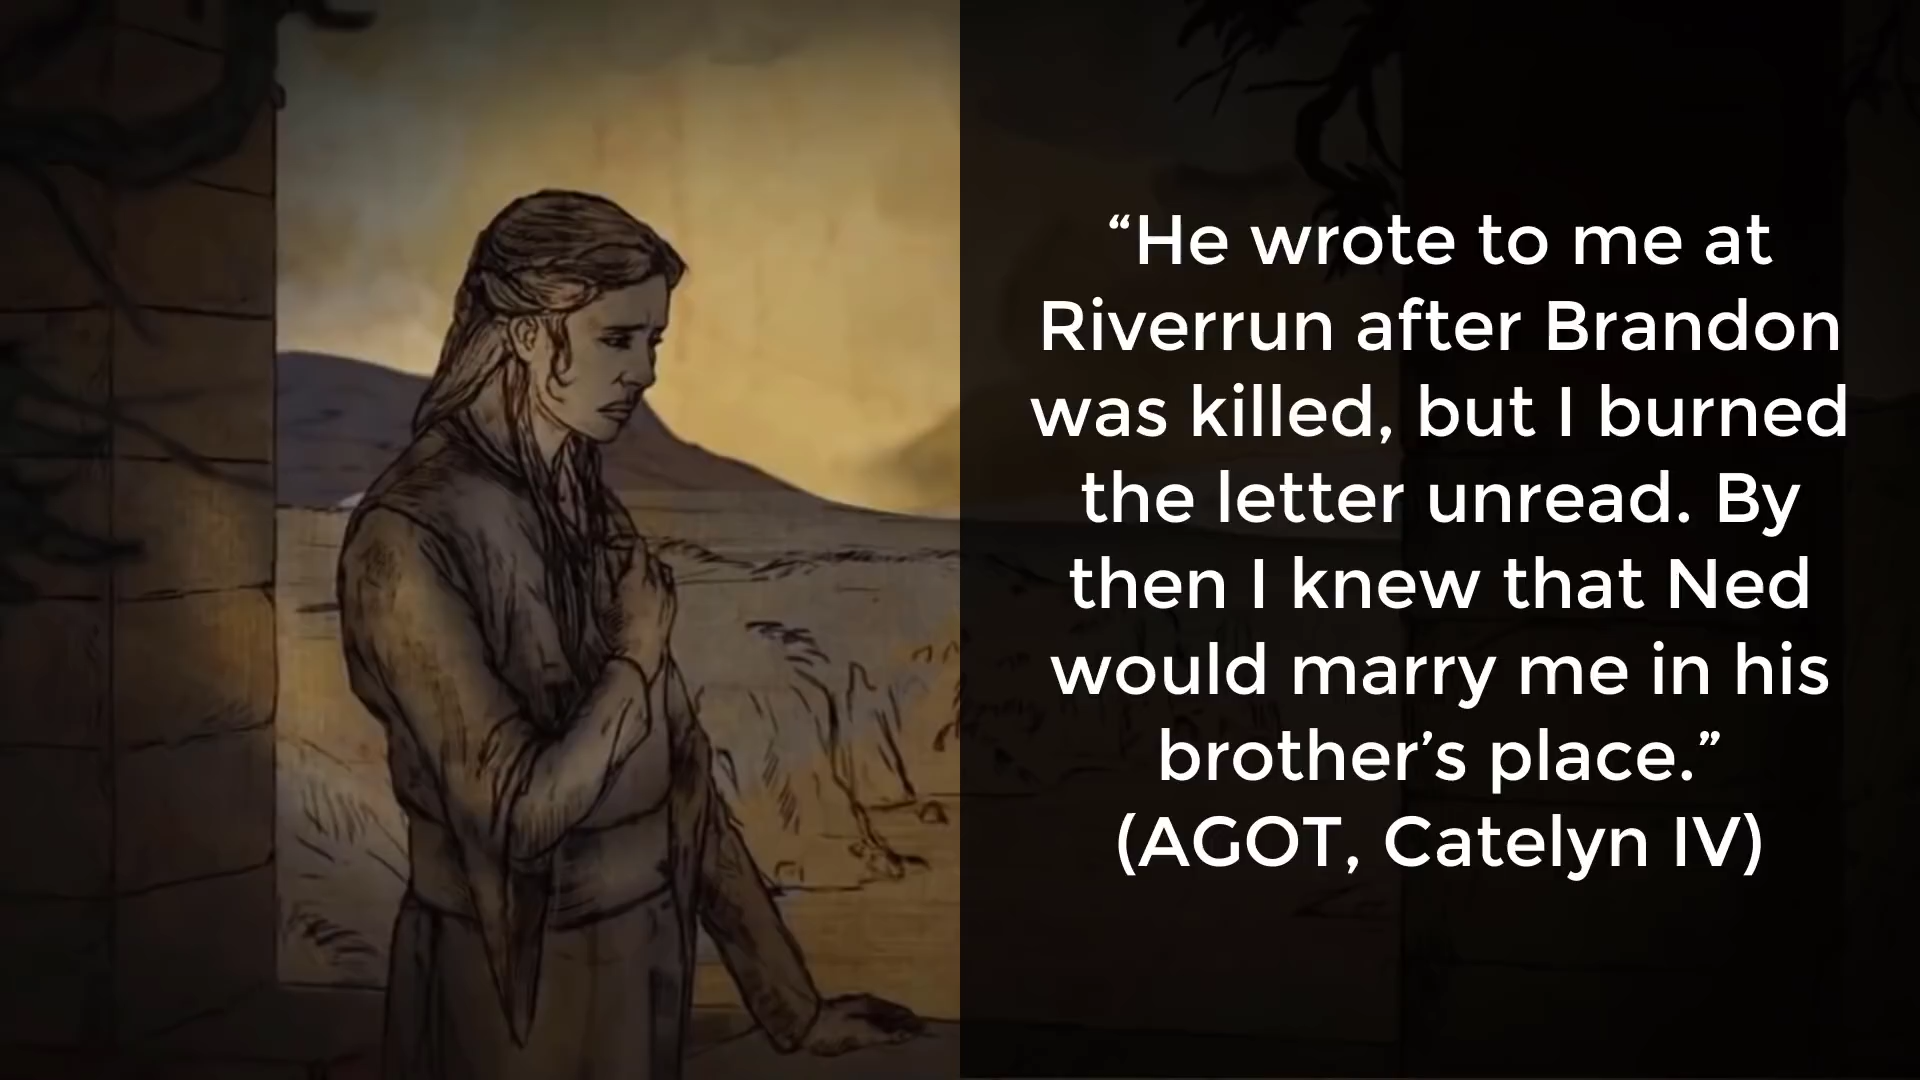 “He wrote to me at
Riverrun after Brandon
was killed, but I burned
the letter unread. By
then I knew that Ned
would marry me in his
brother’s place.”
(AGOT, Catelyn IV)